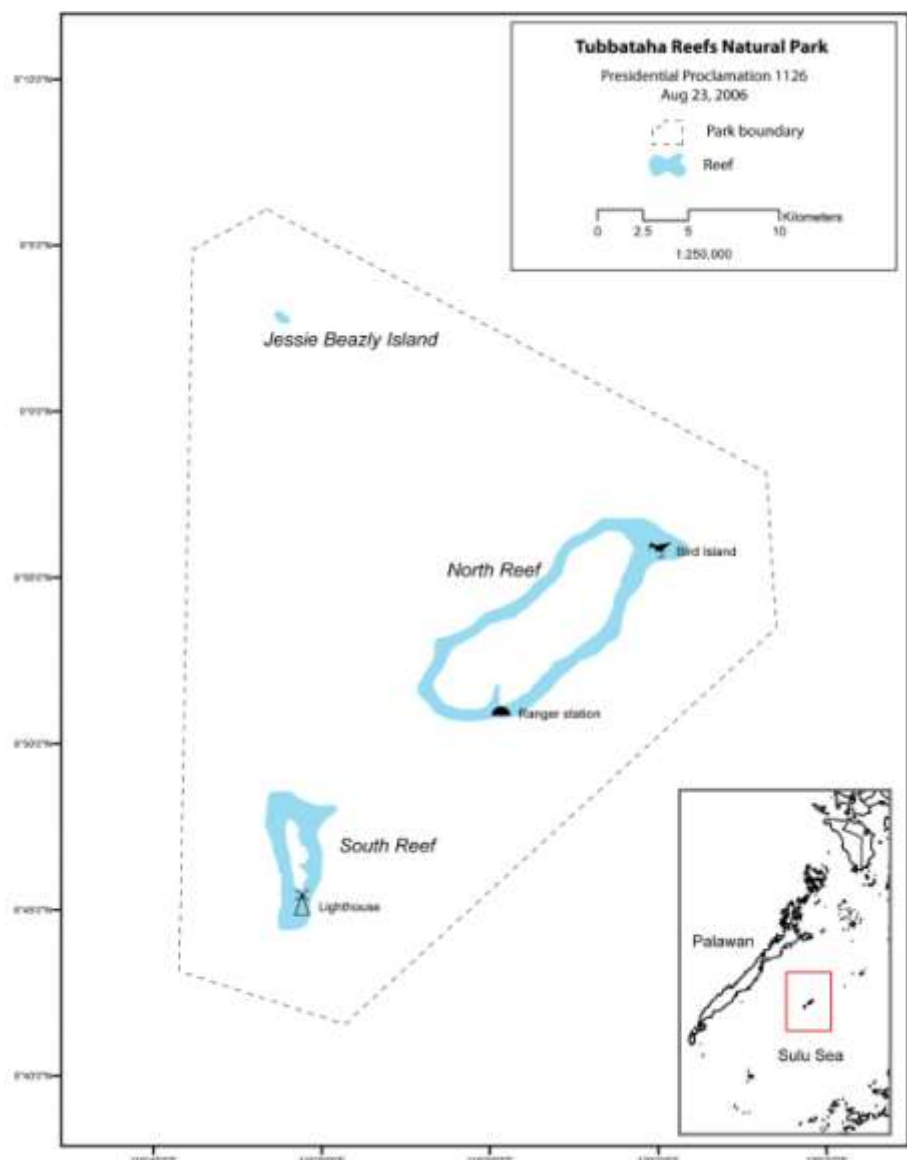 Tubbataha Reefs Natural Park
Presidential Proclamation 1126
Aug 23, 2006
Park boundary
Reef
Kilometers
0 2.5 5 10
1:250,000
Jessie Beazly Island
North Reef
Bird Island
Ranger station
South Reef
Lighthouse
Palawan
Sulu Sea